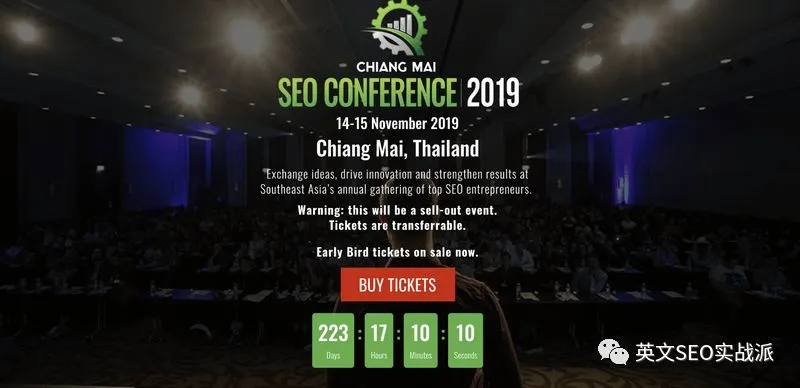 CHIANG MAI
SEO CONFERENCE | 2019
14-15 November 2019
Chiang Mai, Thailand
Exchange ideas, drive innovation and strengthen results at
Southeast Asia's annual gathering of top SEO entrepreneurs.
Warning: this will be a sell-out event.
Tickets are transferrable.
Early Bird tickets on sale now.
BUY TICKETS
223 : 17 : 10 : 10
Days Hours Minutes Seconds
英文SEO实战派